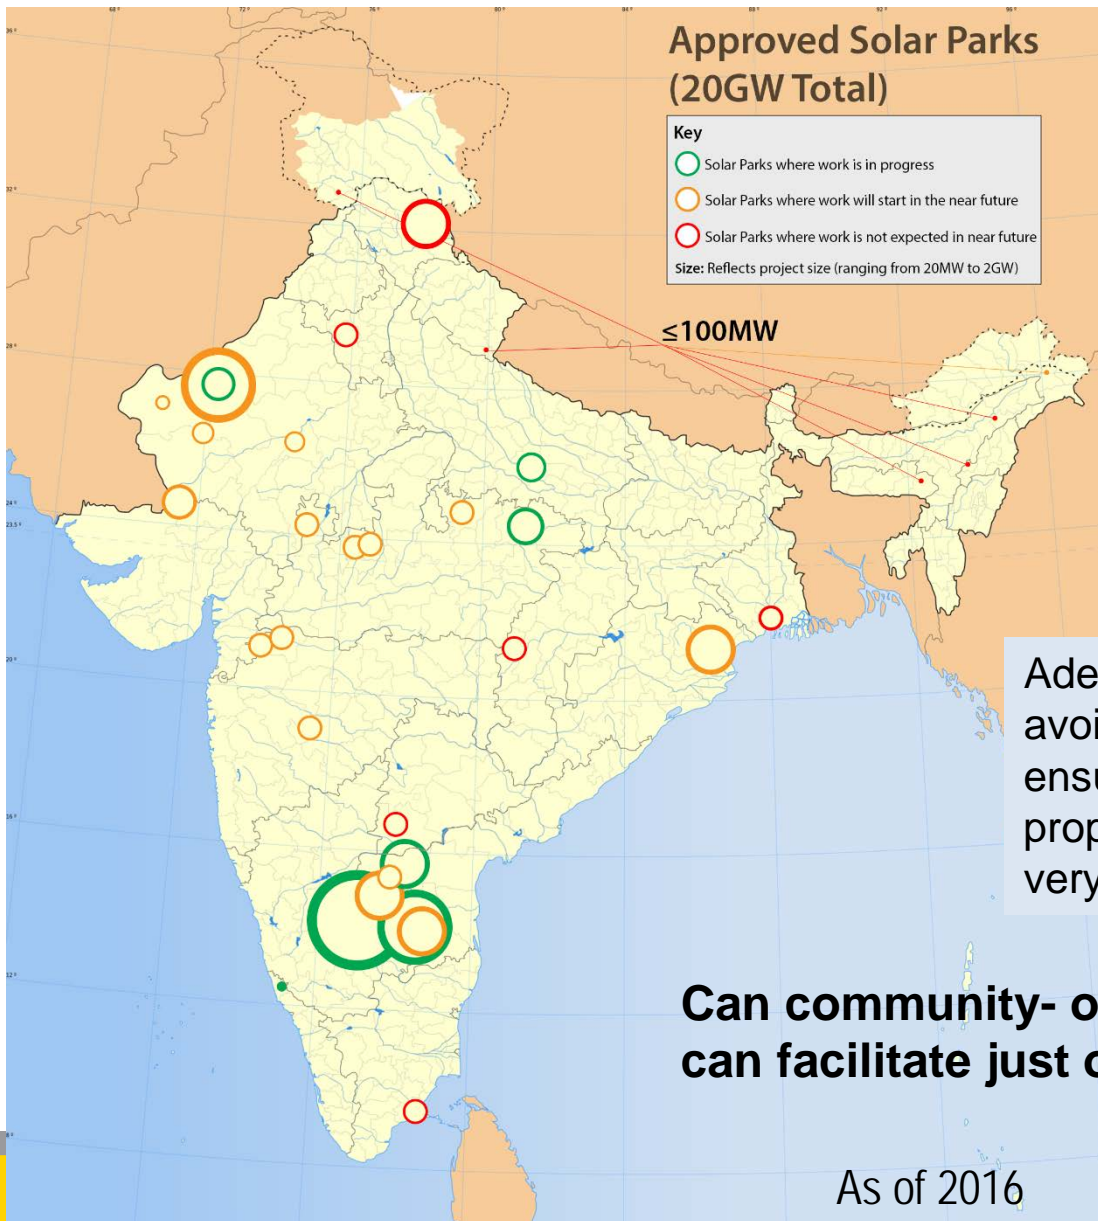 Approved Solar Parks
(20GW Total)
Key
Solar Parks where work is in progress
Solar Parks where work will start in the near future
Solar Parks where work is not expected in near future
Size: Reflects project size (ranging from 20MW to 2GW)
≤100MW
Ade
avoi
ensu
prop
very
Can community- o
can facilitate just
As of 2016